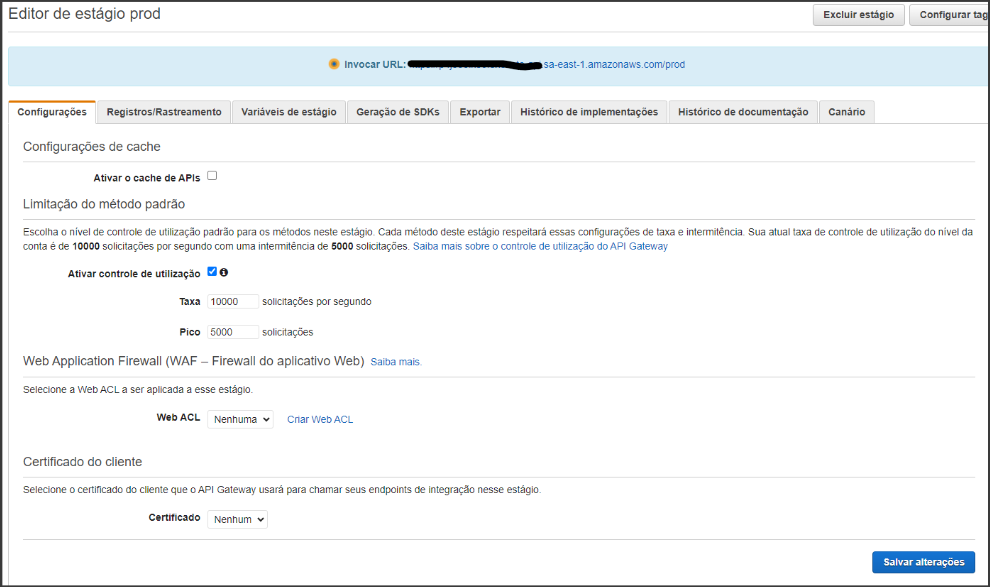 Editor de estágio prod
Excluir estágio
Configurar tag
Invocar URL: sa-east-1.amazonaws.com/prod
Configurações
Registros/Rastreamento
Variáveis de estágio
Geração de SDKs
Exportar
Histórico de implementações
Histórico de documentação
Canário
Configurações de cache
Ativar o cache de APIs
Limitação do método padrão
Escolha o nível de controle de utilização padrão para os métodos neste estágio. Cada método deste estágio respeitará essas configurações de taxa e intermitência. Sua atual taxa de controle de utilização do nível da
conta é de 10000 solicitações por segundo com uma intermitência de 5000 solicitações. Saiba mais sobre o controle de utilização do API Gateway
Ativar controle de utilização
Taxa 10000 solicitações por segundo
Pico 5000 solicitações
Web Application Firewall (WAF – Firewall do aplicativo Web) Saiba mais.
Selecione a Web ACL a ser aplicada a esse estágio.
Web ACL Nenhuma Criar Web ACL
Certificado do cliente
Selecione o certificado do cliente que o API Gateway usará para chamar seus endpoints de integração nesse estágio.
Certificado Nenhum
Salvar alterações